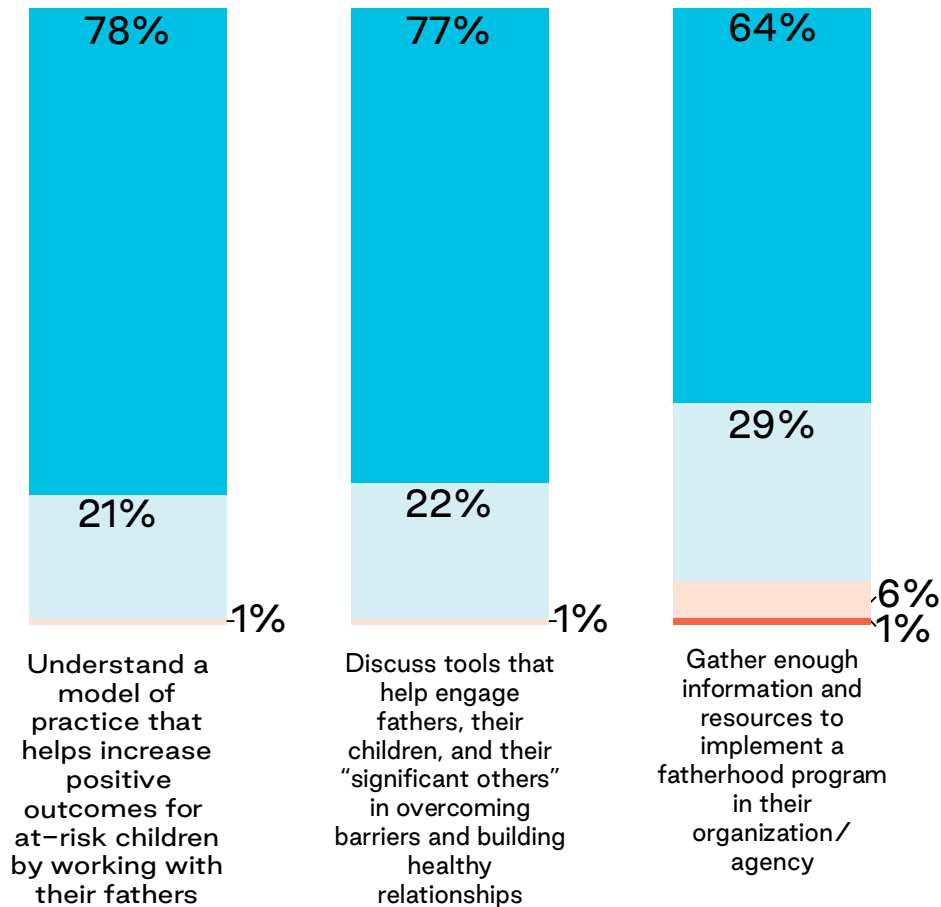 78%
21%
1%
Understand a
model of
practice that
helps increase
positive
outcomes for
at-risk children
by working with
their fathers
77%
22%
1%
Discuss tools that
help engage
fathers, their
children, and their
“significant others”
in overcoming
barriers and building
healthy
relationships
64%
29%
6%
1%
Gather enough
information and
resources to
implement a
fatherhood program
in their
organization/
agency